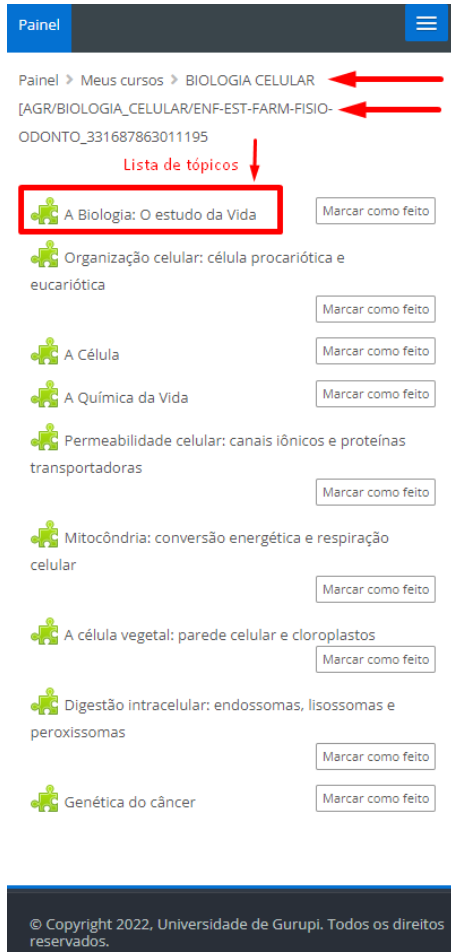 Painel
Painel > Meus cursos > BIOLOGIA CELULAR
[AGR/BIOLOGIA_CELULAR/ENF-EST-FARM-FISIO-
ODONTO_331687863011195
Lista de tópicos
A Biologia: O estudo da Vida
Marcar como feito
Organização celular: célula procariótica e
eucariótica
Marcar como feito
A Célula
Marcar como feito
A Química da Vida
Marcar como feito
Permeabilidade celular: canais iônicos e proteínas
transportadoras
Marcar como feito
Mitocôndria: conversão energética e respiração
celular
Marcar como feito
A célula vegetal: parede celular e cloroplastos
Marcar como feito
Digestão intracelular: endossomas, lisossomas e
peroxissomas
Marcar como feito
Genética do câncer
Marcar como feito
© Copyright 2022, Universidade de Gurupi. Todos os direitos
reservados.